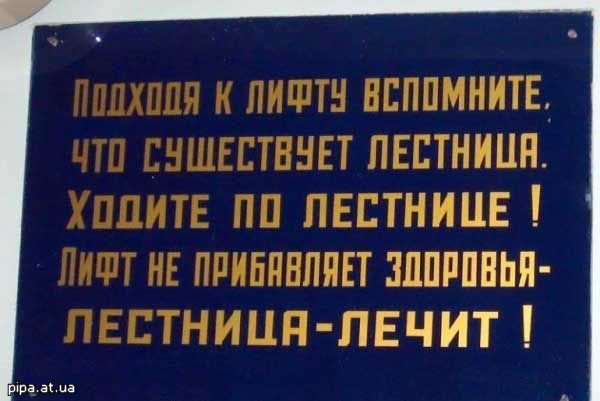 Подходя к лифту вспомните,
что существует лестница.
Ходите по лестнице !
Лифт не прибавляет здоровья-
лестница-лечит !
pipa.at.ua